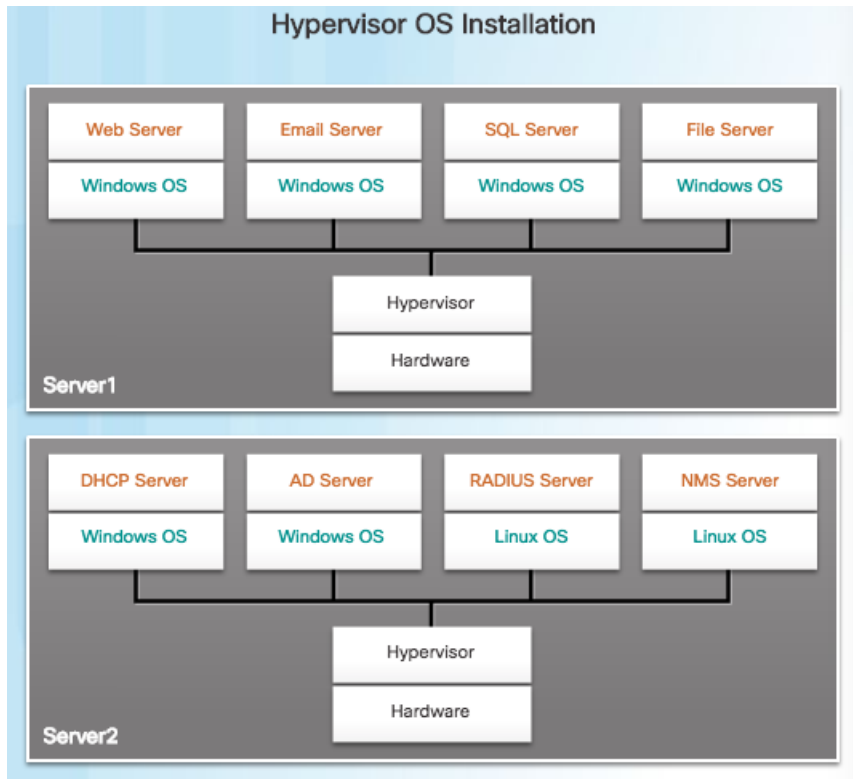 Hypervisor OS Installation
Web Server Email Server SQL Server File Server
Windows OS Windows OS Windows OS Windows OS
Hypervisor
Hardware
Server1
DHCP Server AD Server RADIUS Server NMS Server
Windows OS Windows OS Linux OS Linux OS
Hypervisor
Hardware
Server2